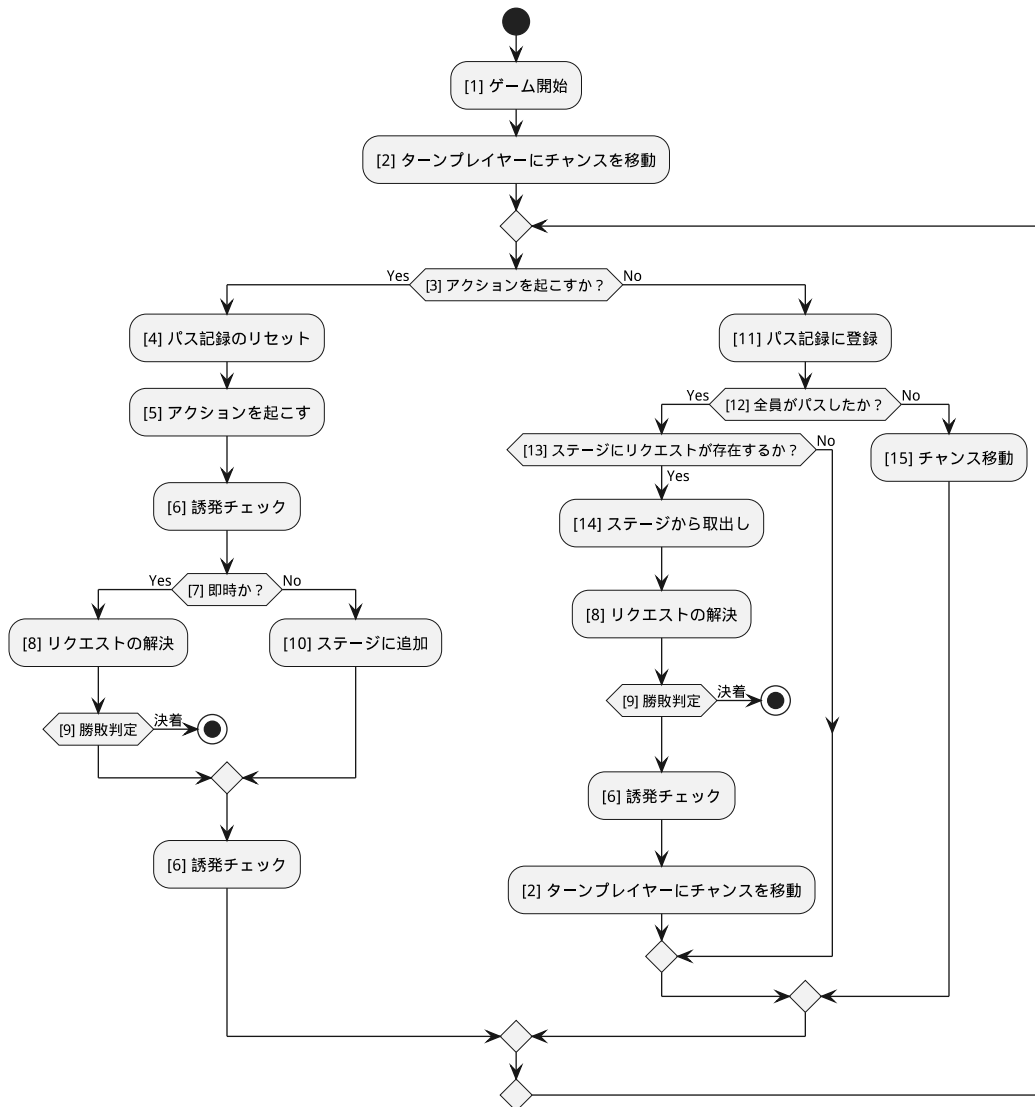 [1] ゲーム開始
[2] ターンプレイヤーにチャンスを移動
Yes
[3] アクションを起こすか？
No
[4] パス記録のリセット
[5] アクションを起こす
[6] 誘発チェック
Yes
[7] 即時か？
No
[8] リクエストの解決
[10] ステージに追加
[9] 勝敗判定
決着
[6] 誘発チェック
[11] パス記録に登録
Yes
[12] 全員がパスしたか？
No
[13] ステージにリクエストが存在するか？
No
Yes
[15] チャンス移動
[14] ステージから取出し
[8] リクエストの解決
[9] 勝敗判定
決着
[6] 誘発チェック
[2] ターンプレイヤーにチャンスを移動